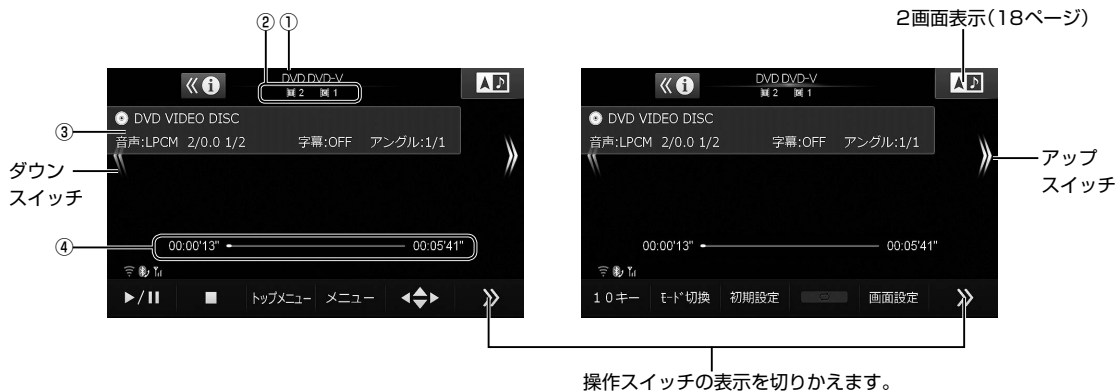 2画面表示(18ページ)
② ①
DVD DVD-V
2 1
DVD VIDEO DISC
音声:LPCM 2/0.0 1/2 字幕:OFF アングル:1/1
③
ダウン
スイッチ
④
00:00'13" 00:05'41"
▶/II ■ トップメニュー メニュー
DVD DVD-V
2 1
DVD VIDEO DISC
音声:LPCM 2/0.0 1/2 字幕:OFF アングル:1/1
アップ
スイッチ
00:00'13" 00:05'41"
10キー モード切換 初期設定 画面設定
操作スイッチの表示を切りかえます。